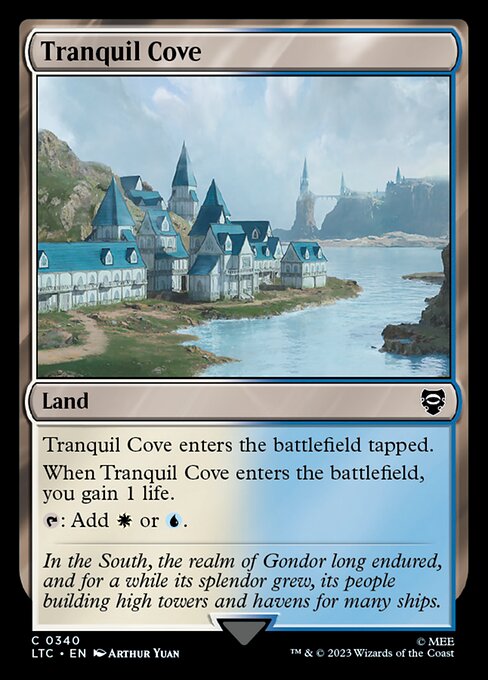 Tranquil Cove
Land
Tranquil Cove enters the battlefield tapped.
When Tranquil Cove enters the battlefield,
you gain 1 life.
: Add or .
In the South, the realm of Gondor long endured,
and for a while its splendor grew, its people
building high towers and havens for many ships.
C 0340
LTC • EN Arthur Yuan
© MEE
™ & © 2023 Wizards of the Coast